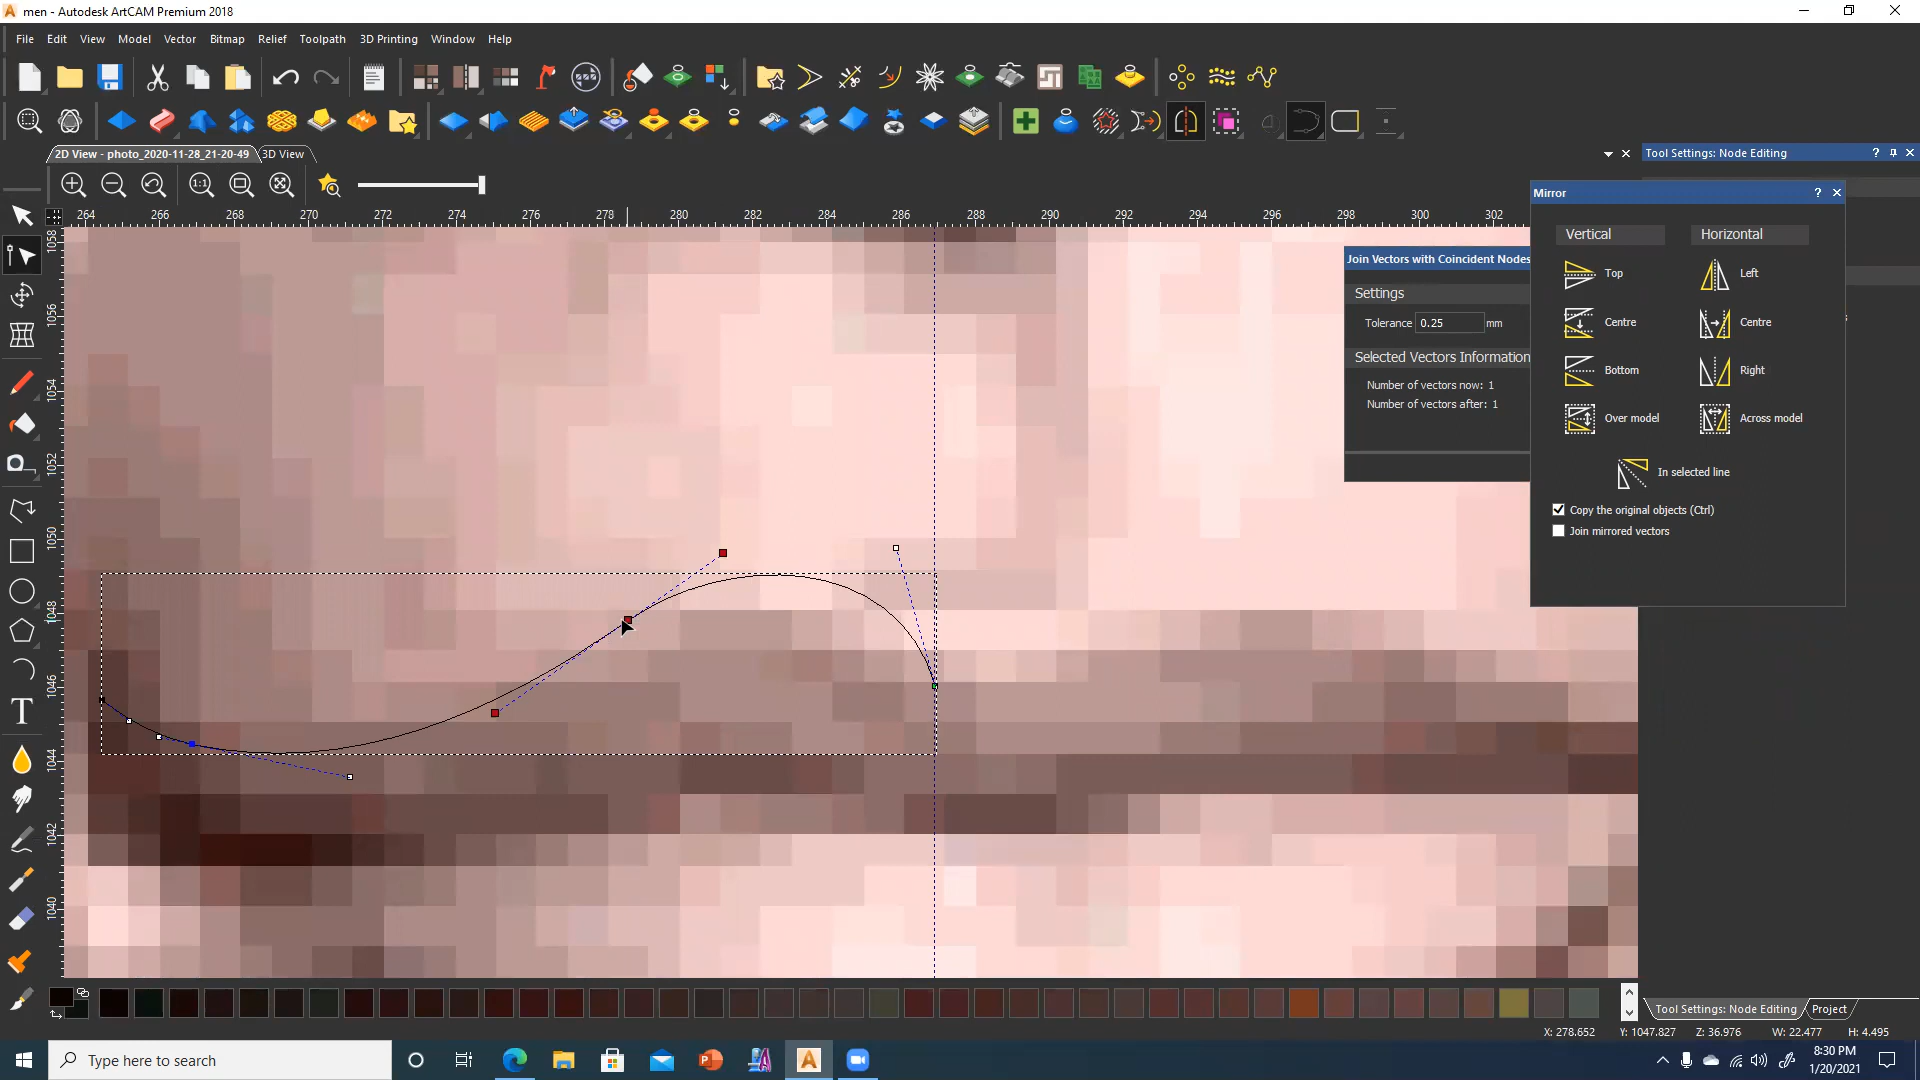 men - Autodesk ArtCAM Premium 2018
File Edit View Model Vector Bitmap Relief Toolpath 3D Printing Window Help
2D View - photo_2020-11-28_21-20-49 3D View
Tool Settings: Node Editing
1:1
Mirror
264 266 268 270 272 274 276 278 280 282 284 286 288 290 292 294 296 298 300 302
1058
1056
1054
1052
1050
1048
1046
1044
1042
1040
Vertical Horizontal
Join Vectors with Coincident Nodes
Top Left
Settings
Tolerance 0.25 mm
Centre Centre
Selected Vectors Information
Bottom Right
Number of vectors now: 1
Number of vectors after: 1
Over model Across model
In selected line
Copy the original objects (Ctrl)
Join mirrored vectors
T
Tool Settings: Node Editing Project
X: 278.652 Y: 1047.827 Z: 36.976 W: 22.477 H: 4.495
Type here to search
8:30 PM
1/20/2021